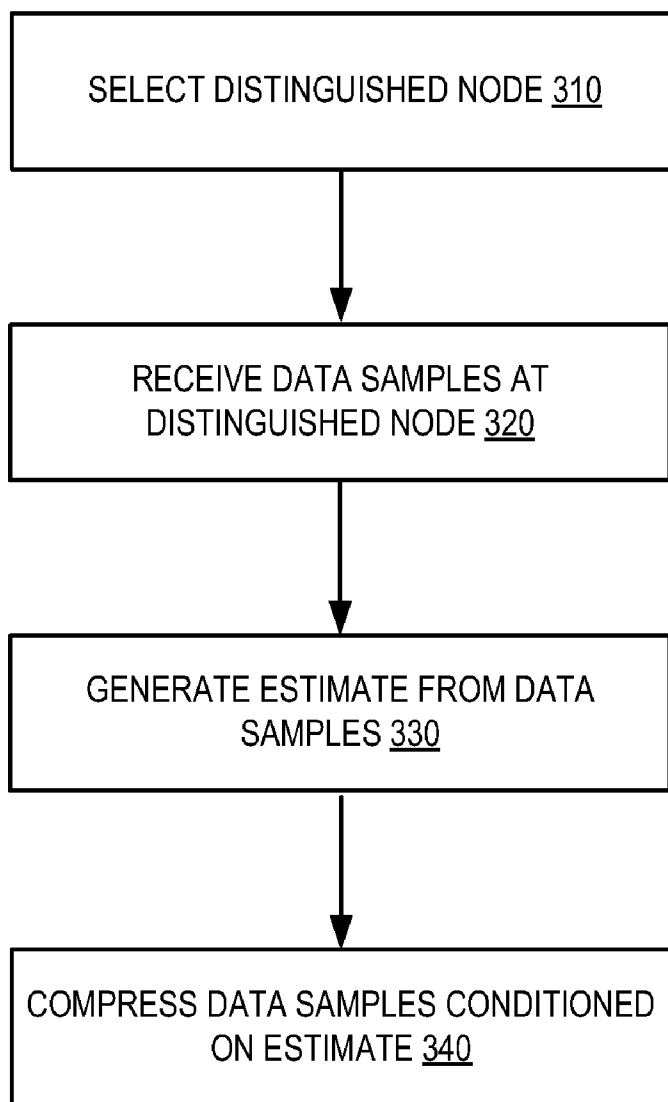 SELECT DISTINGUISHED NODE 310
RECEIVE DATA SAMPLES AT
DISTINGUISHED NODE 320
GENERATE ESTIMATE FROM DATA
SAMPLES 330
COMPRESS DATA SAMPLES CONDITIONED
ON ESTIMATE 340